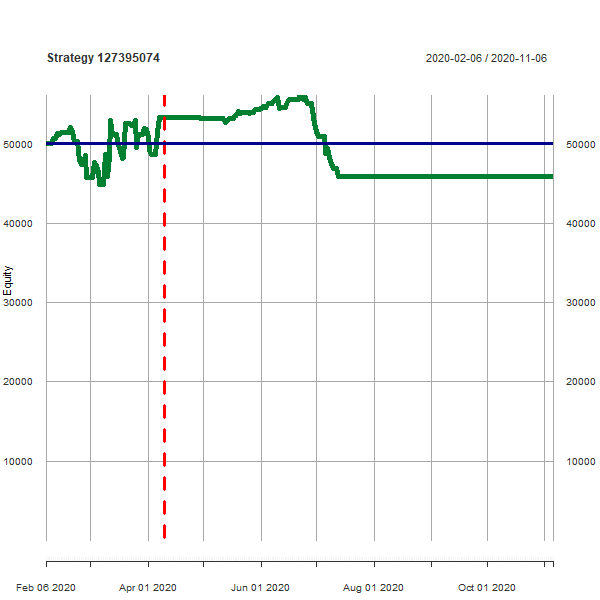 Strategy 127395074
2020-02-06 / 2020-11-06
50000
50000
40000
40000
Equity
30000
30000
20000
20000
10000
10000
Feb 06 2020
Apr 01 2020
Jun 01 2020
Aug 01 2020
Oct 01 2020